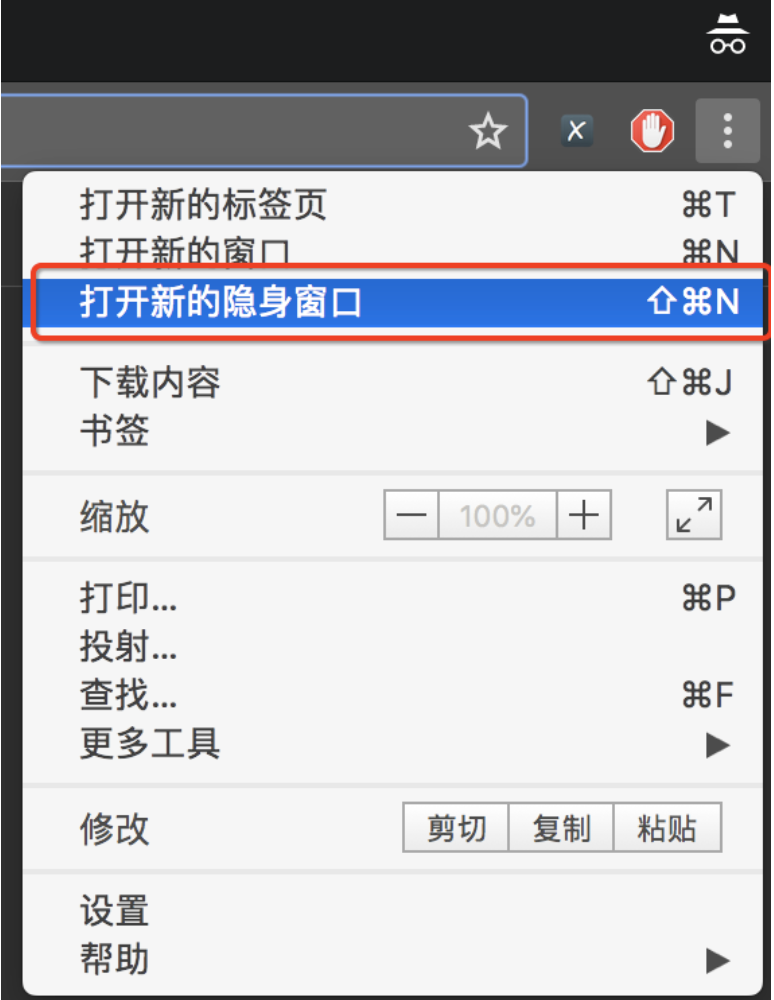 X
打开新的标签页 ⌘T
打开新的窗口 ⌘N
打开新的隐身窗口 ⇧⌘N
下载内容 ⇧⌘J
书签 ▶
缩放 — 100% +
打印... ⌘P
投射...
查找... ⌘F
更多工具 ▶
修改 剪切 复制 粘贴
设置
帮助 ▶